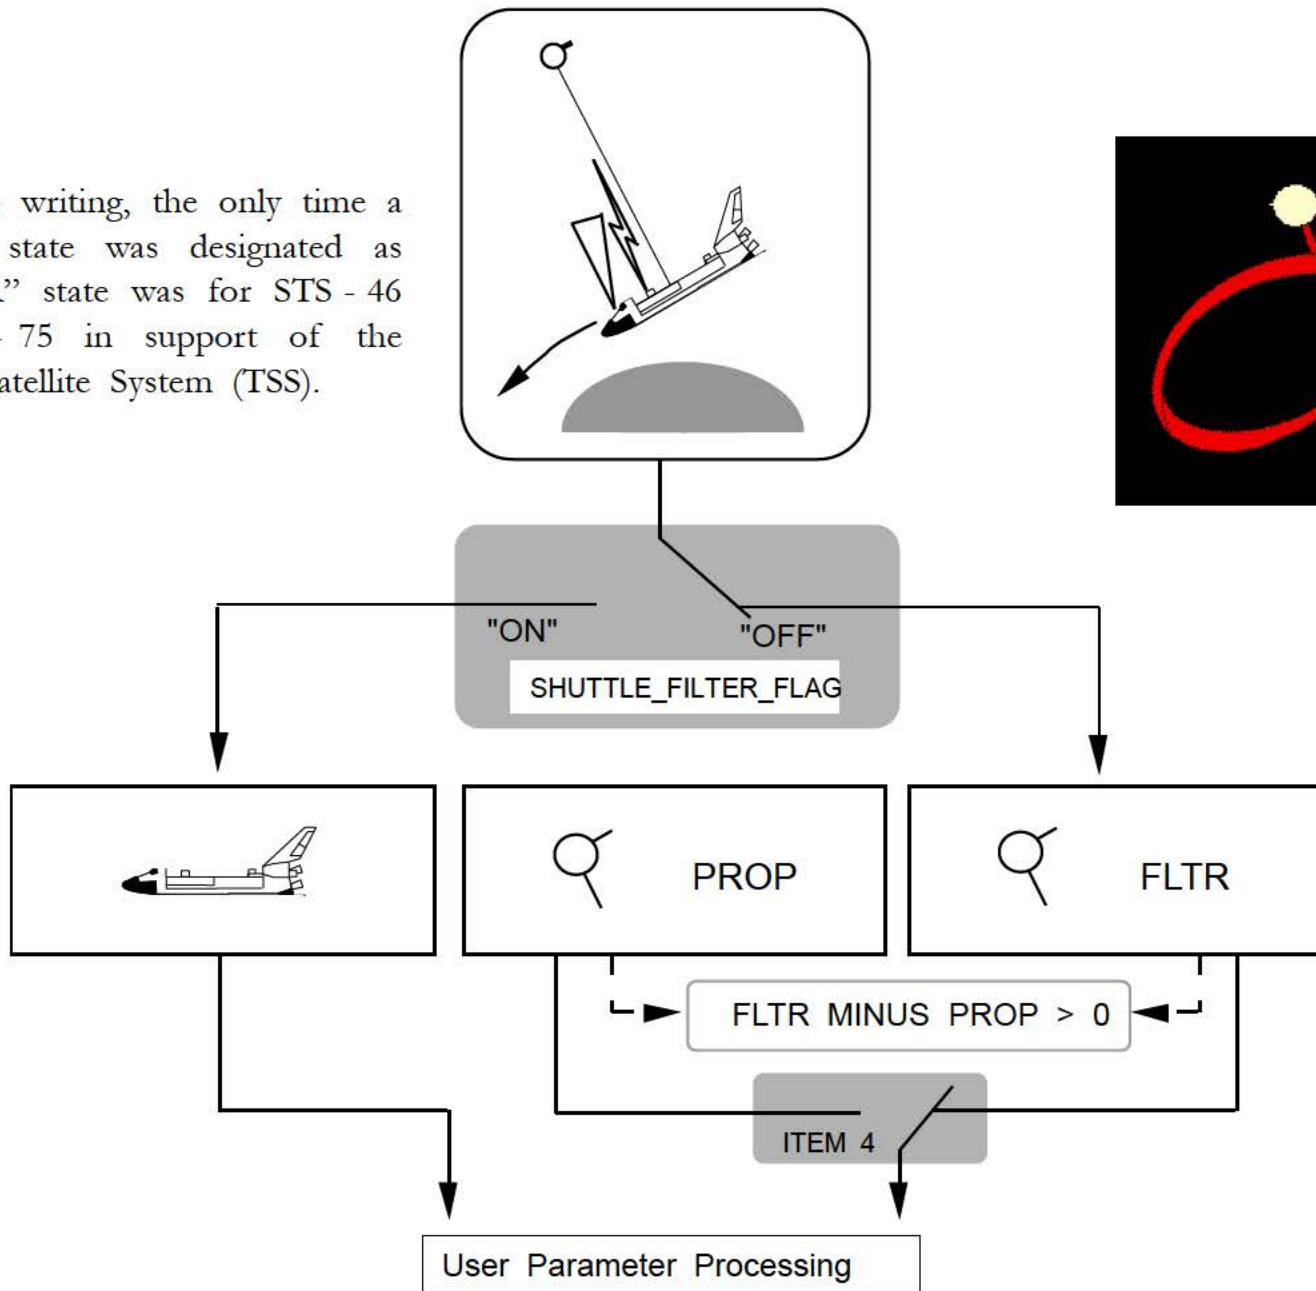 writing, the only time a
state was designated as
” state was for STS - 46
75 in support of the
Satellite System (TSS).
"ON"
"OFF"
SHUTTLE_FILTER_FLAG
PROP
FLTR
FLTR MINUS PROP > 0
ITEM 4
User Parameter Processing